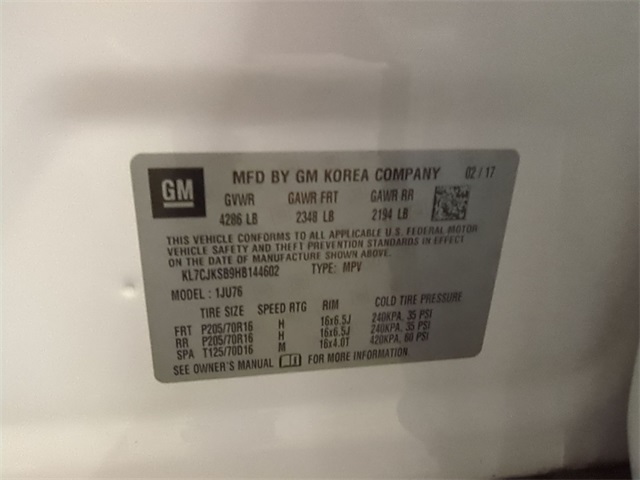 GM
MFD BY GM KOREA COMPANY 02/17
GVWR GAWR FRT GAWR RR
4286 LB 2348 LB 2194 LB
THIS VEHICLE CONFORMS TO ALL APPLICABLE U.S. FEDERAL MOTOR
VEHICLE SAFETY AND THEFT PREVENTION STANDARDS IN EFFECT
ON THE DATE OF MANUFACTURE SHOWN ABOVE.
KL7CJKSB9HB144602 TYPE: MPV
MODEL: 1JU76
TIRE SIZE SPEED RTG RIM COLD TIRE PRESSURE
FRT P205/70R16 H 16x6.5J 240KPA, 35 PSI
RR P205/70R16 H 16x6.5J 240KPA, 35 PSI
SPA T125/70D16 M 16x4.0T 420KPA, 60 PSI
SEE OWNER'S MANUAL FOR MORE INFORMATION.